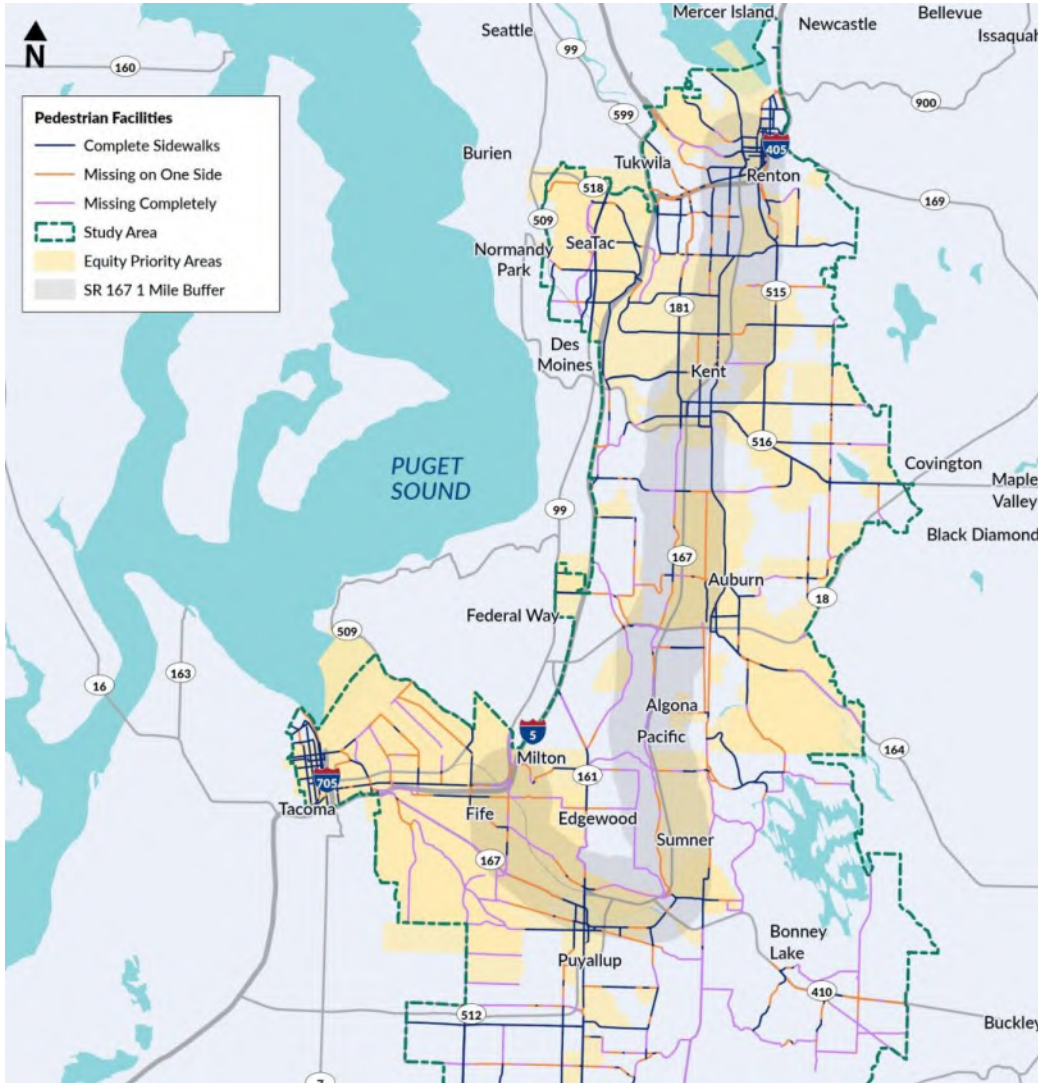 Mercer Island
Newcastle
Bellevue
Issaquah
Seattle
N
99
160
900
Pedestrian Facilities
Complete Sidewalks
Missing on One Side
Missing Completely
Study Area
Equity Priority Areas
SR 167 1 Mile Buffer
599
Burien
Tukwila
405
Renton
518
169
509
SeaTac
Normandy
Park
515
181
Des
Moines
Kent
516
PUGET
SOUND
Covington
Maple
Valley
99
Black Diamond
167
Auburn
18
Federal Way
509
163
16
Algona
Pacific
5
164
Milton
161
705
Tacoma
Fife
Edgewood
Sumner
167
Bonney
Lake
Puyallup
410
512
Buckley
7